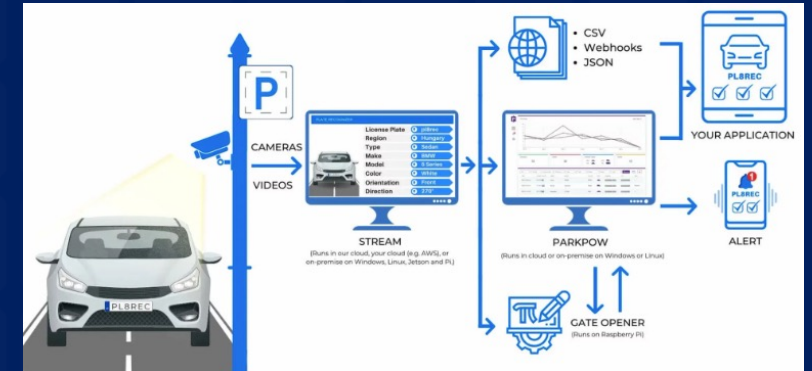 P
CAMERAS
VIDEOS
PL8REC
License Plate pl8rec
Region Hungary
Type Sedan
Make BMW
Model 5 Series
Color White
Orientation Front
Direction 270°
STREAM
(Runs in our cloud, your cloud (e.g. AWS), or
on-premise on Windows, Linux, Jetson and Pi.)
• CSV
• Webhooks
• JSON
PARKPOW
(Runs in cloud or on-premise on Windows or Linux)
π
GATE OPENER
(Runs on Raspberry Pi)
PL8REC
YOUR APPLICATION
1
PL8REC
ALERT